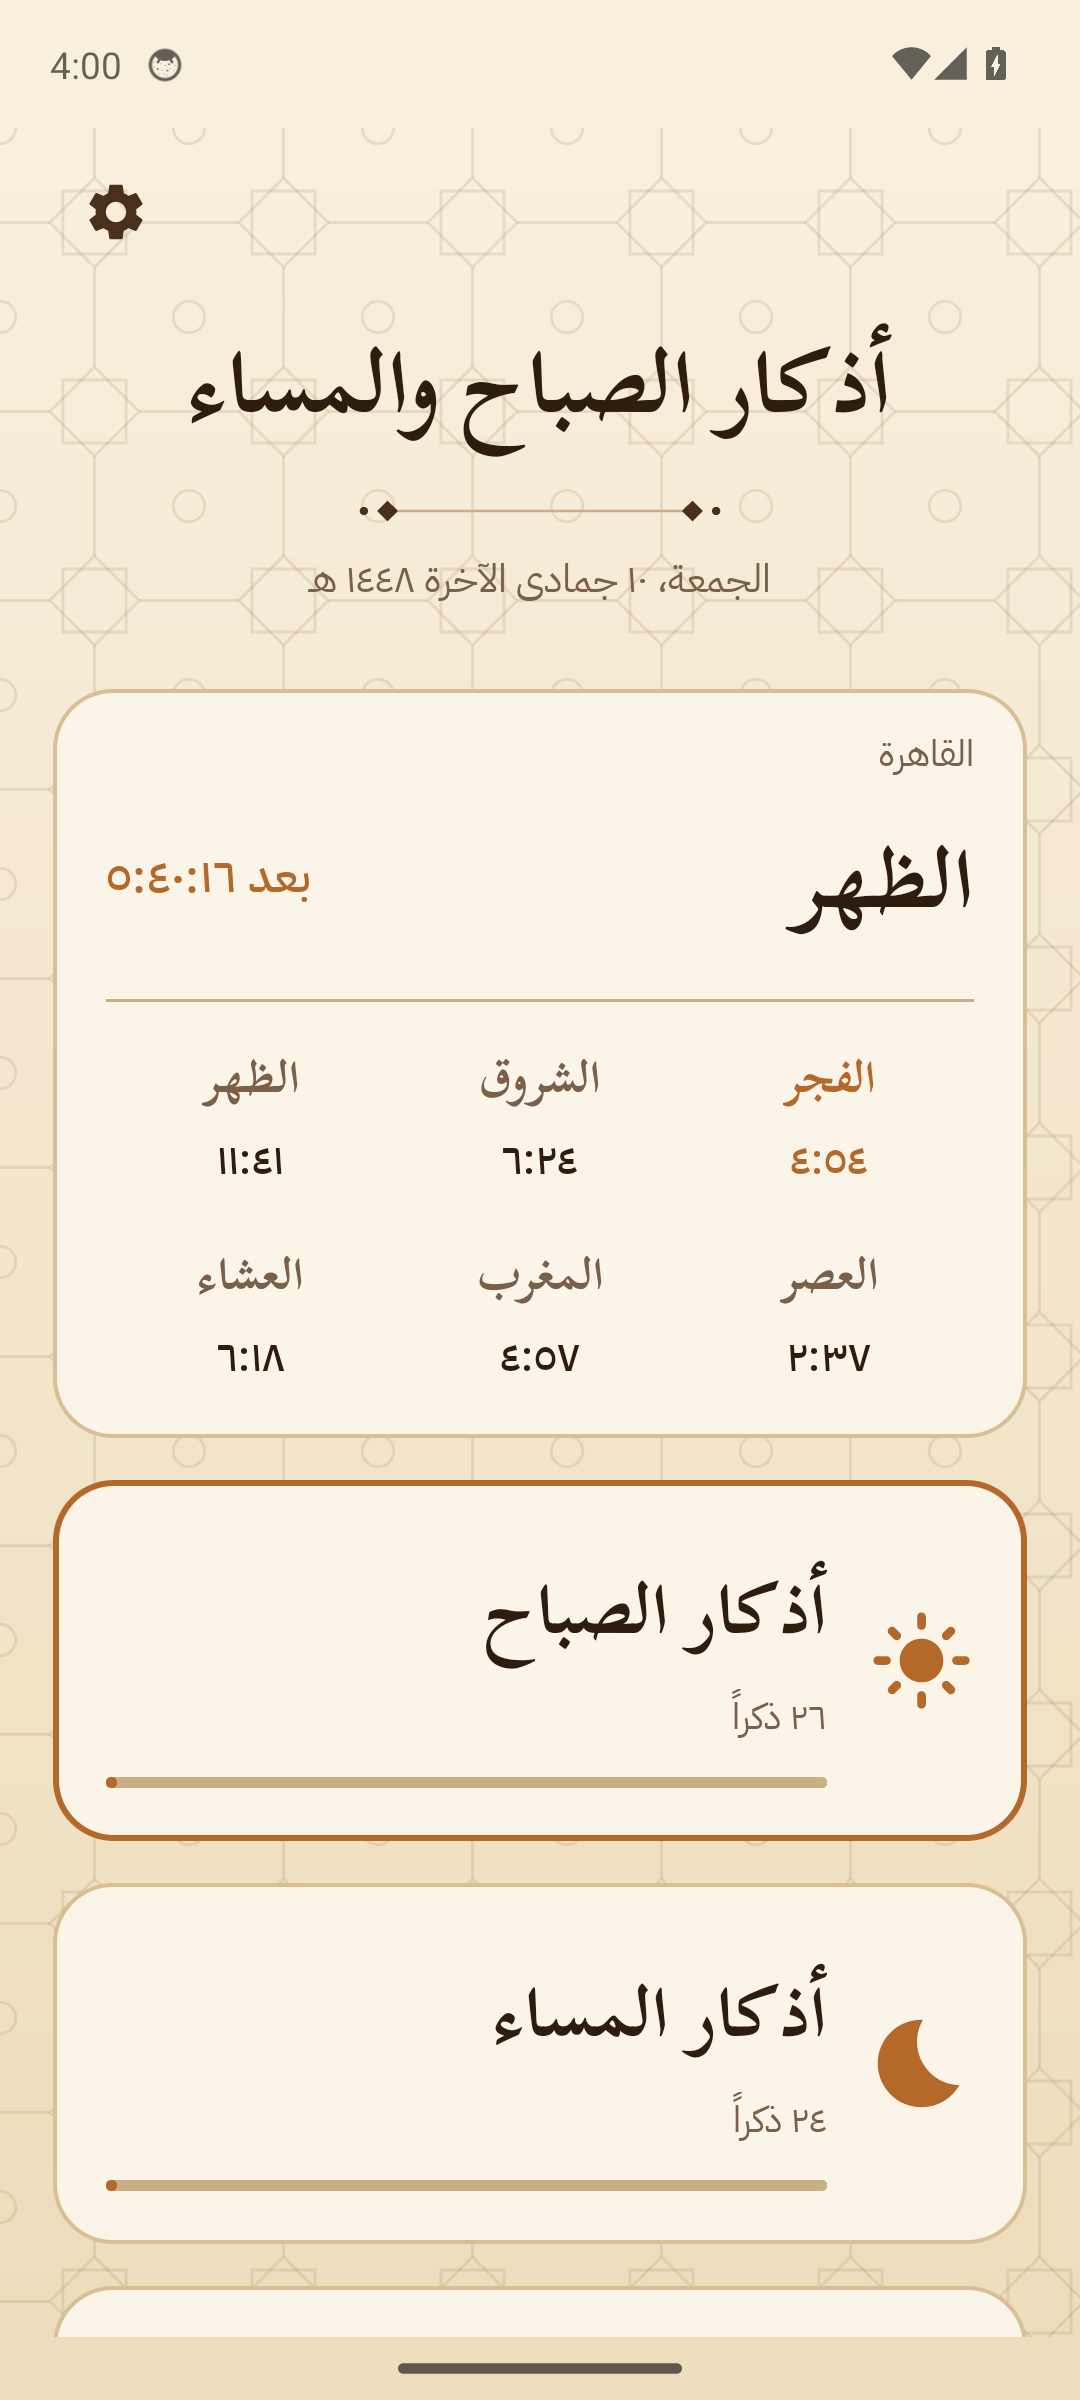 4:00
أذكار الصباح والمساء
الجمعة، ١٠ جمادى الآخرة ١٤٤٨ هـ
القاهرة
الظهر
بعد ٥:٤٠:١٦
الفجر الشروق الظهر
٤:٥٤ ٦:٢٤ ١١:٤١
العصر المغرب العشاء
٢:٣٧ ٤:٥٧ ٦:١٨
أذكار الصباح
٢٦ ذكراً
أذكار المساء
٢٤ ذكراً